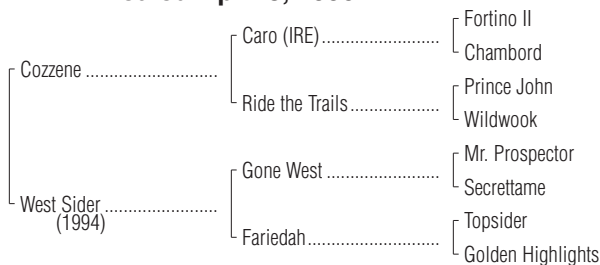 Fortino II
Caro (IRE)
Chambord
Cozzene
Prince John
Ride the Trails
Wildwook
Mr. Prospector
Gone West
Secrettame
West Sider
(1994)
Topsider
Fariedah
Golden Highlights